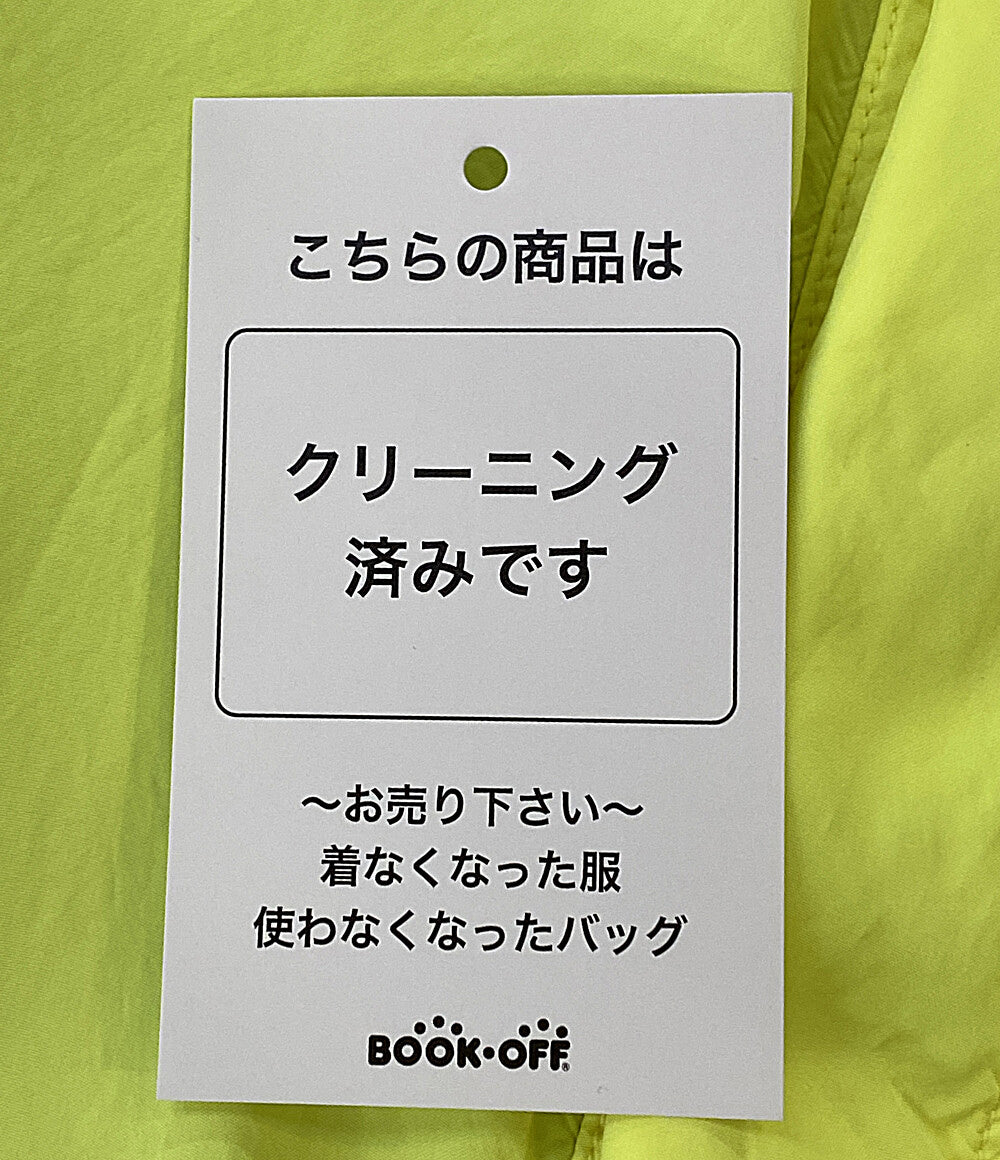 こちらの商品は
クリーニング
済みです
～お売り下さい～
着なくなった服
使わなくなったバッグ
BOOK・OFF®